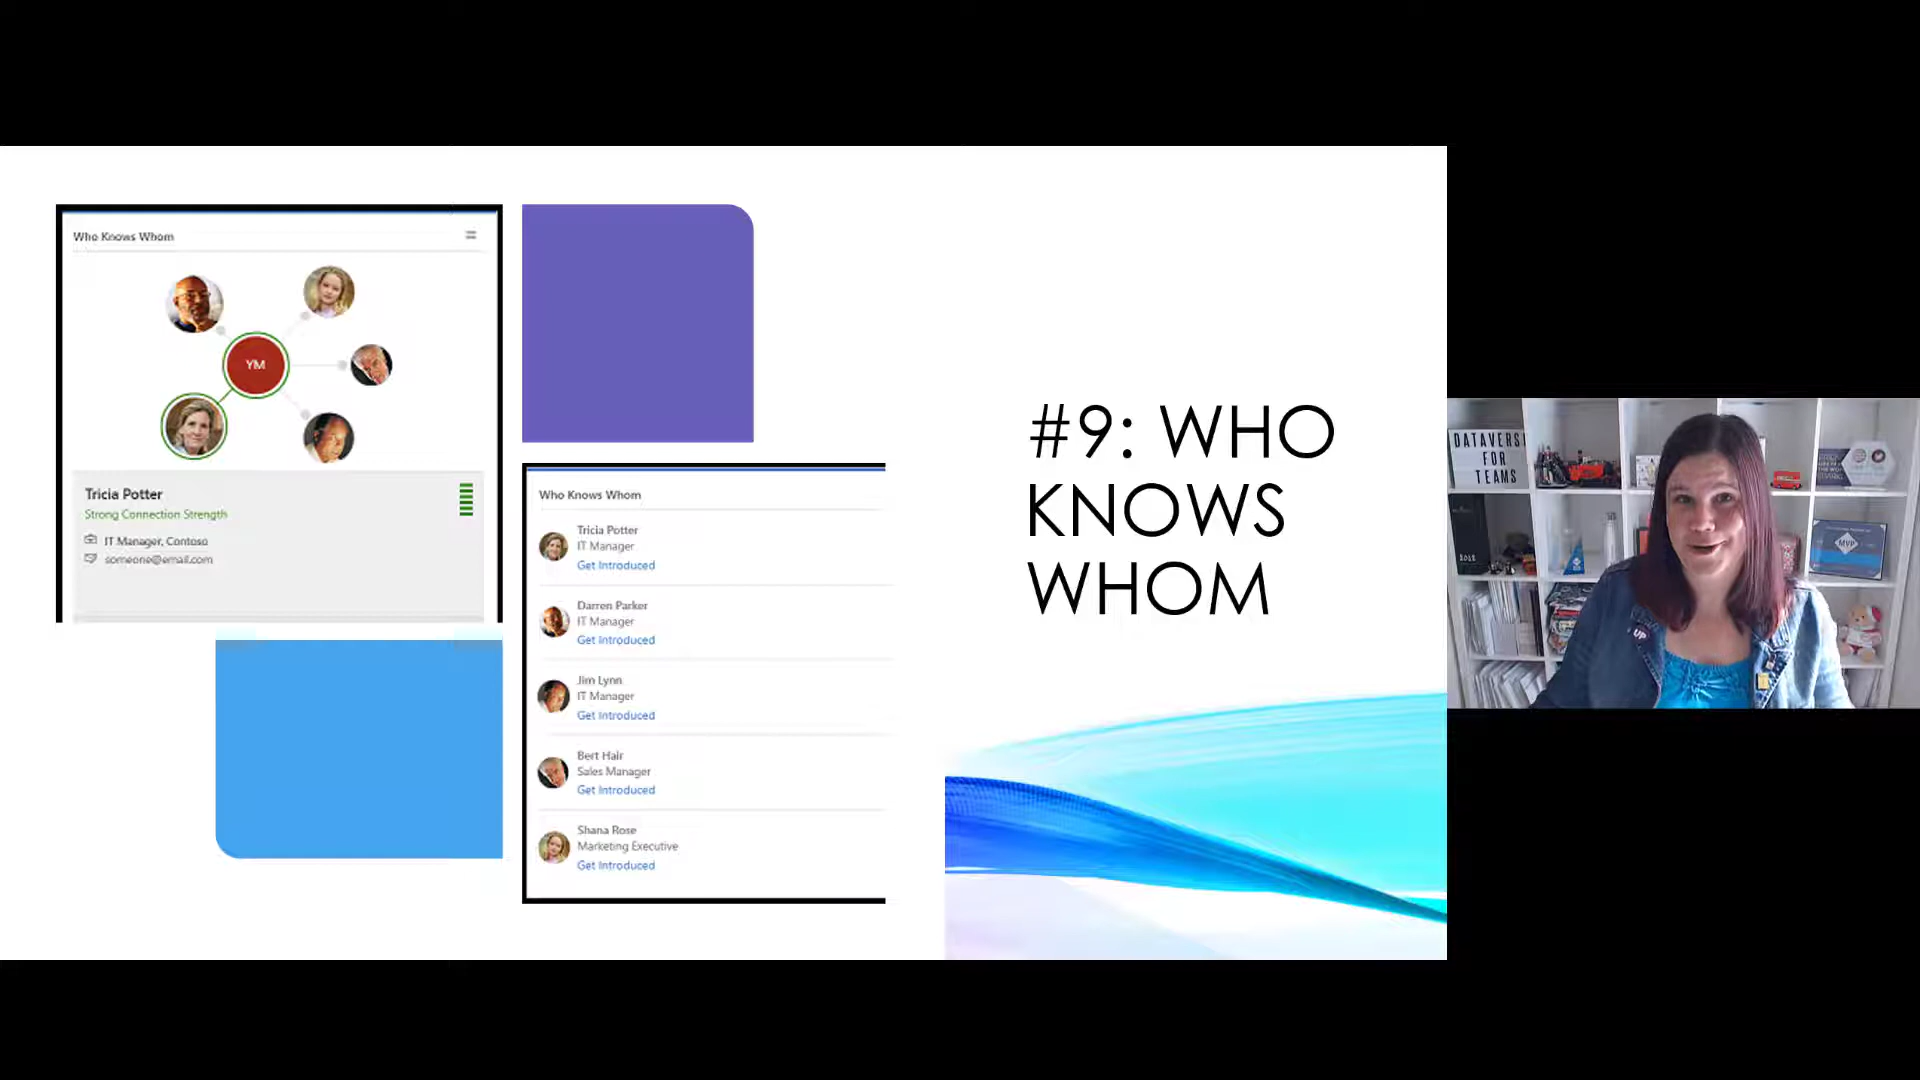 Who Knows Whom
YM
Tricia Potter
Strong Connection Strength
IT Manager, Contoso
someone@email.com
Who Knows Whom
Tricia Potter
IT Manager
Get Introduced
Darren Parker
IT Manager
Get Introduced
Jim Lynn
IT Manager
Get Introduced
Bert Hair
Sales Manager
Get Introduced
Shana Rose
Marketing Executive
Get Introduced
#9: WHO
KNOWS
WHOM
DATAVERS
FOR
TEAMS
MVP
UP